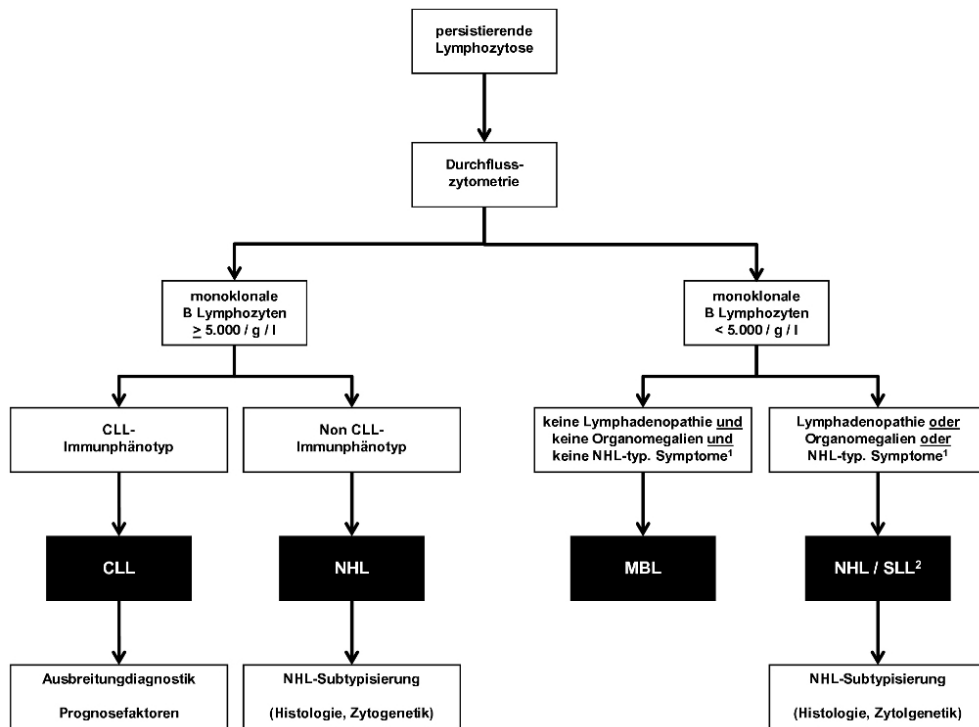 persistierende
Lymphozytose
Durchfluss-
zytometrie
monoklonale
B Lymphozyten
≥ 5.000 / g / l
monoklonale
B Lymphozyten
< 5.000 / g / l
CLL-
Immunphänotyp
Non CLL-
Immunphänotyp
keine Lymphadenopathie und
keine Organomegalien und
keine NHL-typ. Symptome¹
Lymphadenopathie oder
Organomegalien oder
NHL-typ. Symptome¹
CLL
NHL
MBL
NHL / SLL²
Ausbreitungdiagnostik
Prognosefaktoren
NHL-Subtypisierung
(Histologie, Zytogenetik)
NHL-Subtypisierung
(Histologie, Zytolgenetik)